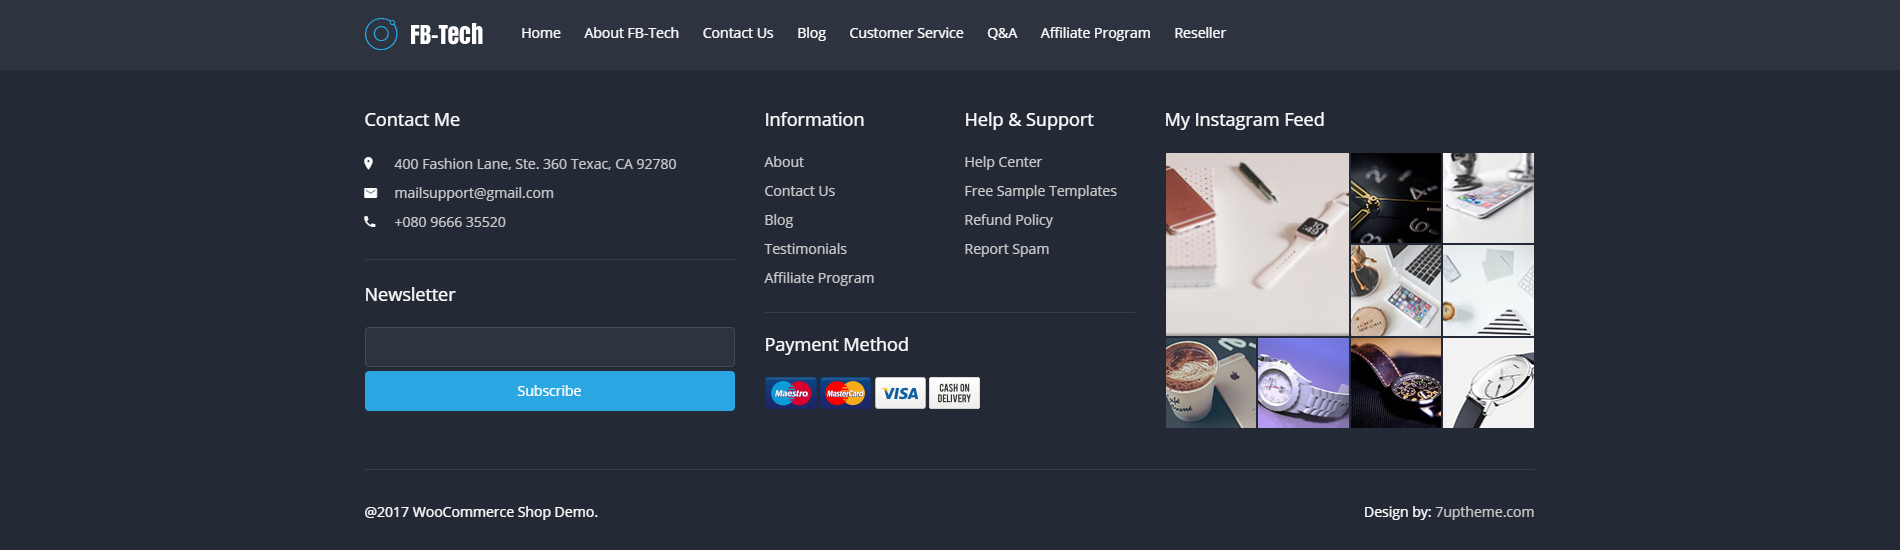 FB-Tech Home About FB-Tech Contact Us Blog Customer Service Q&A Affiliate Program Reseller
Contact Me
400 Fashion Lane, Ste. 360 Texac, CA 92780
mailsupport@gmail.com
+080 9666 35520
Newsletter
Subscribe
Information
About
Contact Us
Blog
Testimonials
Affiliate Program
Help & Support
Help Center
Free Sample Templates
Refund Policy
Report Spam
Payment Method
Maestro MasterCard VISA CASH ON
DELIVERY
My Instagram Feed
@2017 WooCommerce Shop Demo.
Design by: 7uptheme.com